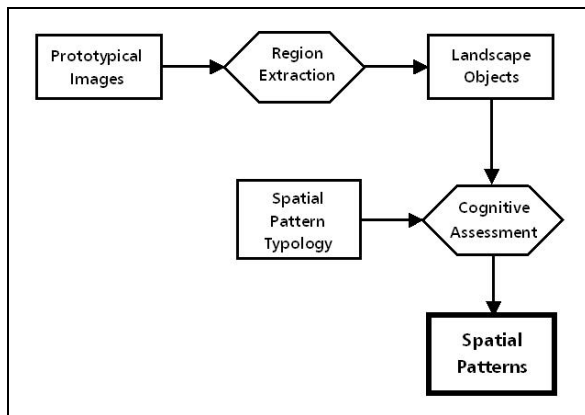 Prototypical
Images
Region
Extraction
Landscape
Objects
Spatial
Pattern
Typology
Cognitive
Assessment
Spatial
Patterns